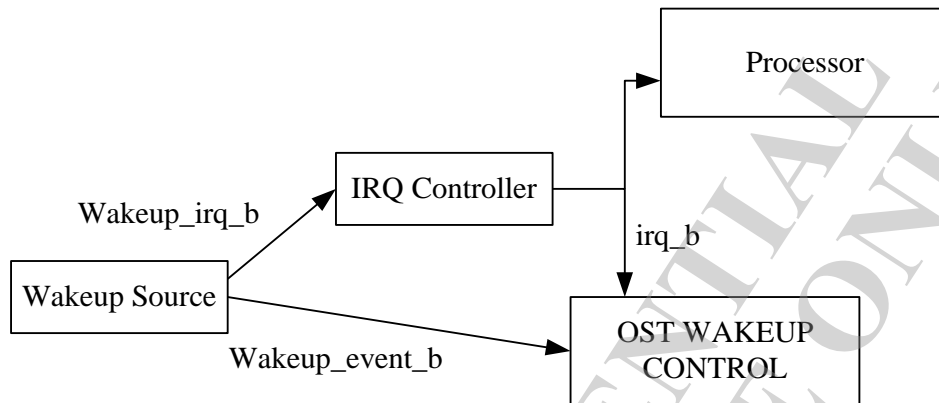 Processor
IRQ Controller
Wakeup_irq_b
irq_b
Wakeup Source
OST WAKEUP
CONTROL
Wakeup_event_b